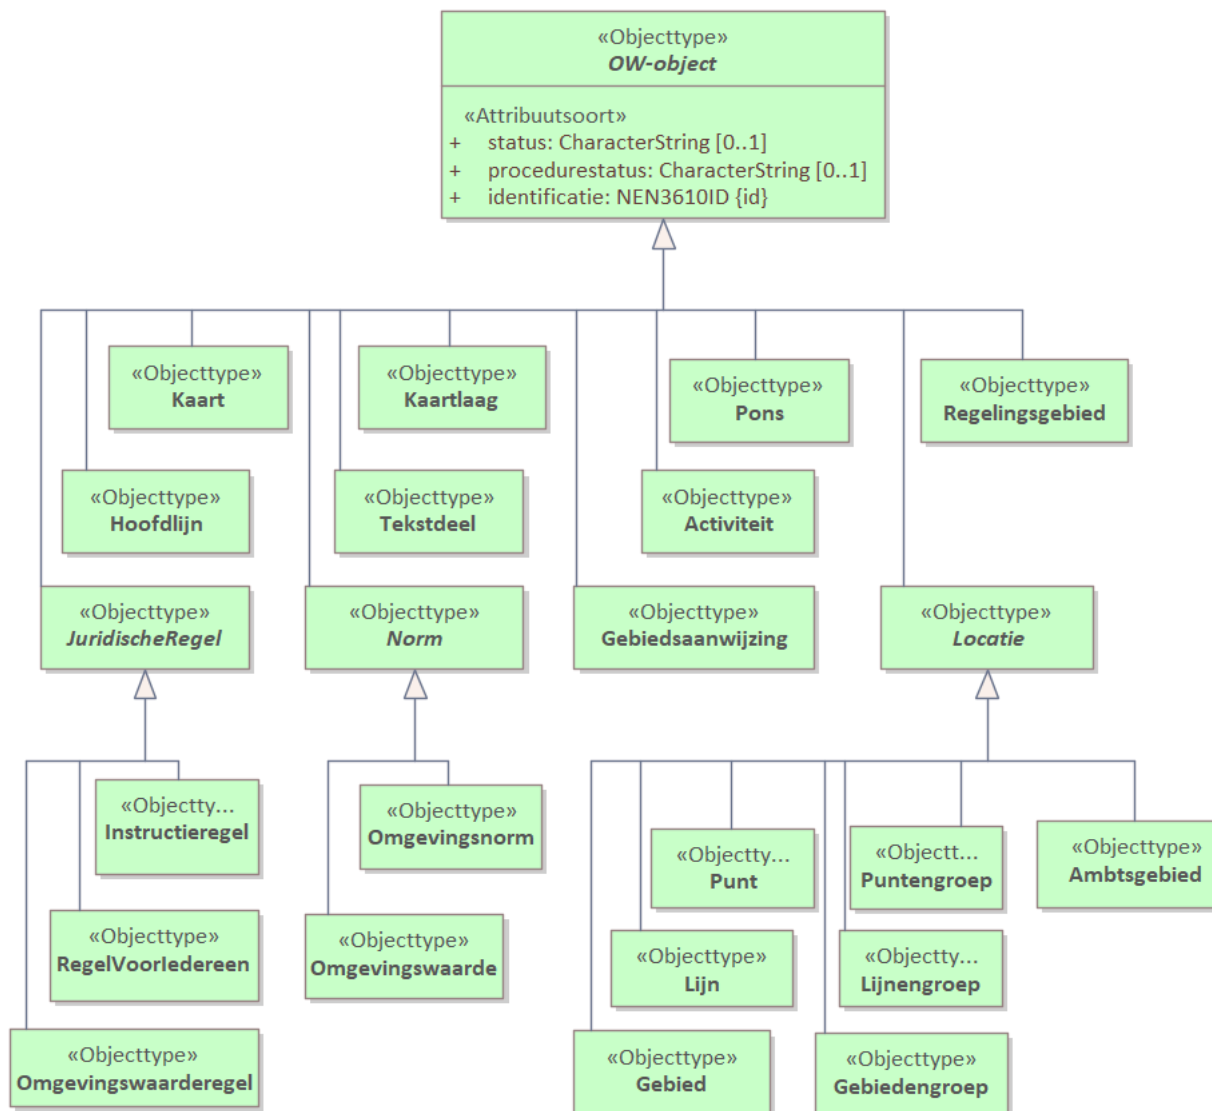 «Objecttype»
OW-object
«Attribuutsoort»
+ status: CharacterString [0..1]
+ procedurestatus: CharacterString [0..1]
+ identificatie: NEN3610ID {id}
«Objecttype»
Kaart
«Objecttype»
Kaartlaag
«Objecttype»
Pons
«Objecttype»
Regelingsgebied
«Objecttype»
Hoofdlijn
«Objecttype»
Tekstdeel
«Objecttype»
Activiteit
«Objecttype»
JuridischeRegel
«Objecttype»
Norm
«Objecttype»
Gebiedsaanwijzing
«Objecttype»
Locatie
«Objectty...
Instructieregel
«Objecttype»
Omgevingsnorm
«Objectty...
Punt
«Objectt...
Puntengroep
«Objecttype»
Ambtsgebied
«Objecttype»
RegelVoorIedereen
«Objecttype»
Omgevingswaarde
«Objecttype»
Lijn
«Objectty...
Lijnengroep
«Objecttype»
Omgevingswaarderegel
«Objecttype»
Gebied
«Objecttype»
Gebiedengroep